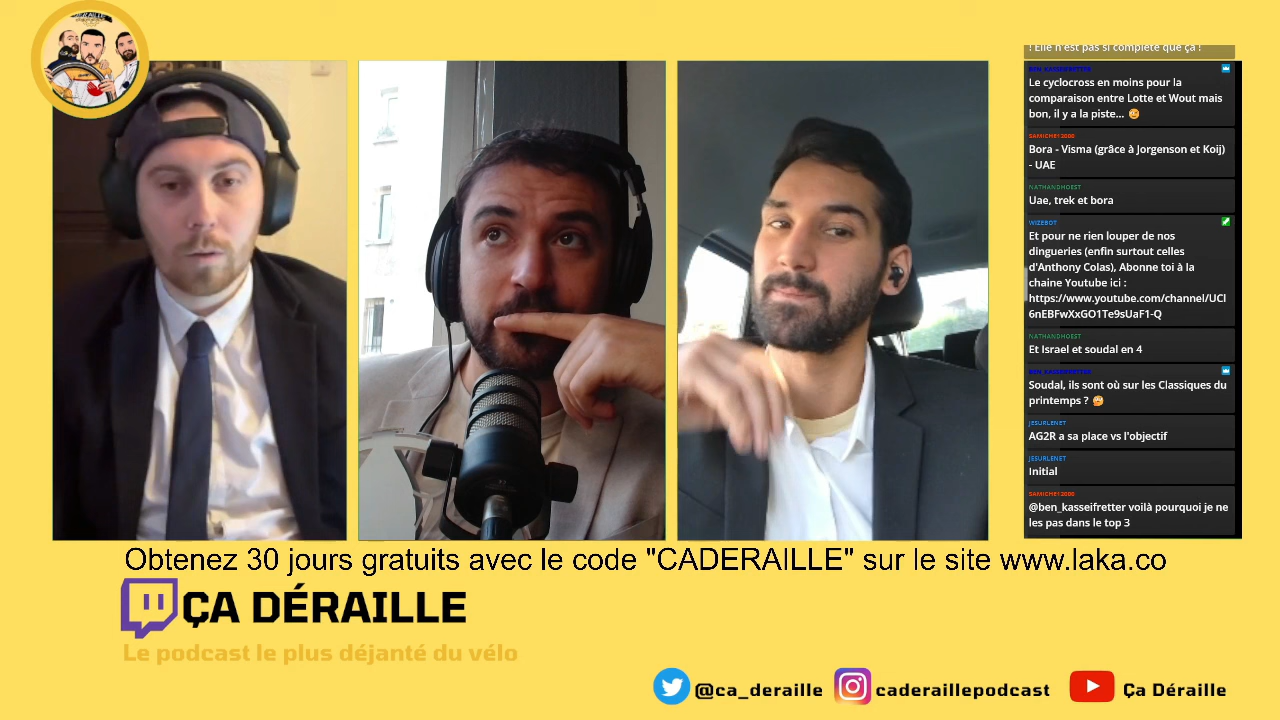 ! Elle n'est pas si complète que ça !
BEN_KASSEIFRETTER
Le cyclocross en moins pour la
comparaison entre Lotte et Wout mais
bon, il y a la piste...
SAMICH012000
Bora - Visma (grâce à Jorgenson et Koij)
- UAE
NATHANDHOEST
Uae, trek et bora
WIZEBOT
Et pour ne rien louper de nos
dingueries (enfin surtout celles
d'Anthony Colas), Abonne toi à la
chaine Youtube ici :
https://www.youtube.com/channel/UCl
6nEBFwXxGO1Te9sUaF1-Q
NATHANDHOEST
Et Israel et soudal en 4
BEN_KASSEIFRETTER
Soudal, ils sont où sur les Classiques du
printemps ?
JESURLENET
AG2R a sa place vs l'objectif
JESURLENET
Initial
@ben_kasseifretter voilà pourquoi je ne
les pas dans le top 3
Obtenez 30 jours gratuits avec le code "CADERAILLE" sur le site www.laka.co
ÇA DÉRAILLE
Le podcast le plus déjanté du vélo
@ca_deraille caderaillepodcast Ça Déraille